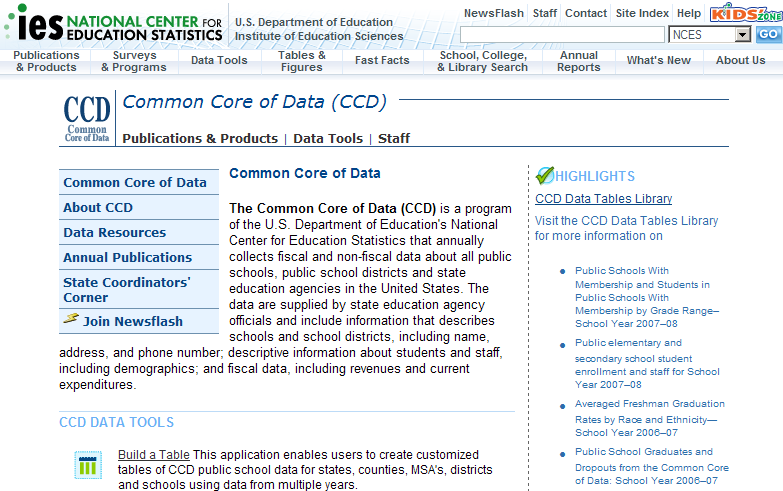 ies NATIONAL CENTER FOR
EDUCATION STATISTICS
U.S. Department of Education
Institute of Education Sciences
NewsFlash Staff Contact Site Index Help KIDS ZONE
NCES GO
Publications & Products
Surveys & Programs
Data Tools
Tables & Figures
Fast Facts
School, College, & Library Search
Annual Reports
What's New
About Us
CCD
Common
Core of Data
Common Core of Data (CCD)
Publications & Products | Data Tools | Staff
Common Core of Data
About CCD
Data Resources
Annual Publications
State Coordinators'
Corner
Join Newsflash
Common Core of Data
The Common Core of Data (CCD) is a program
of the U.S. Department of Education's National
Center for Education Statistics that annually
collects fiscal and non-fiscal data about all public
schools, public school districts and state
education agencies in the United States. The
data are supplied by state education agency
officials and include information that describes
schools and school districts, including name,
address, and phone number; descriptive information about students and staff,
including demographics; and fiscal data, including revenues and current
expenditures.
CCD DATA TOOLS
Build a Table This application enables users to create customized
tables of CCD public school data for states, counties, MSA's, districts
and schools using data from multiple years.
HIGHLIGHTS
CCD Data Tables Library
Visit the CCD Data Tables Library
for more information on
Public Schools With
Membership and Students in
Public Schools With
Membership by Grade Range–
School Year 2007–08
Public elementary and
secondary school student
enrollment and staff for School
Year 2007–08
Averaged Freshman Graduation
Rates by Race and Ethnicity—
School Year 2006–07
Public School Graduates and
Dropouts from the Common Core
of Data: School Year 2006–07